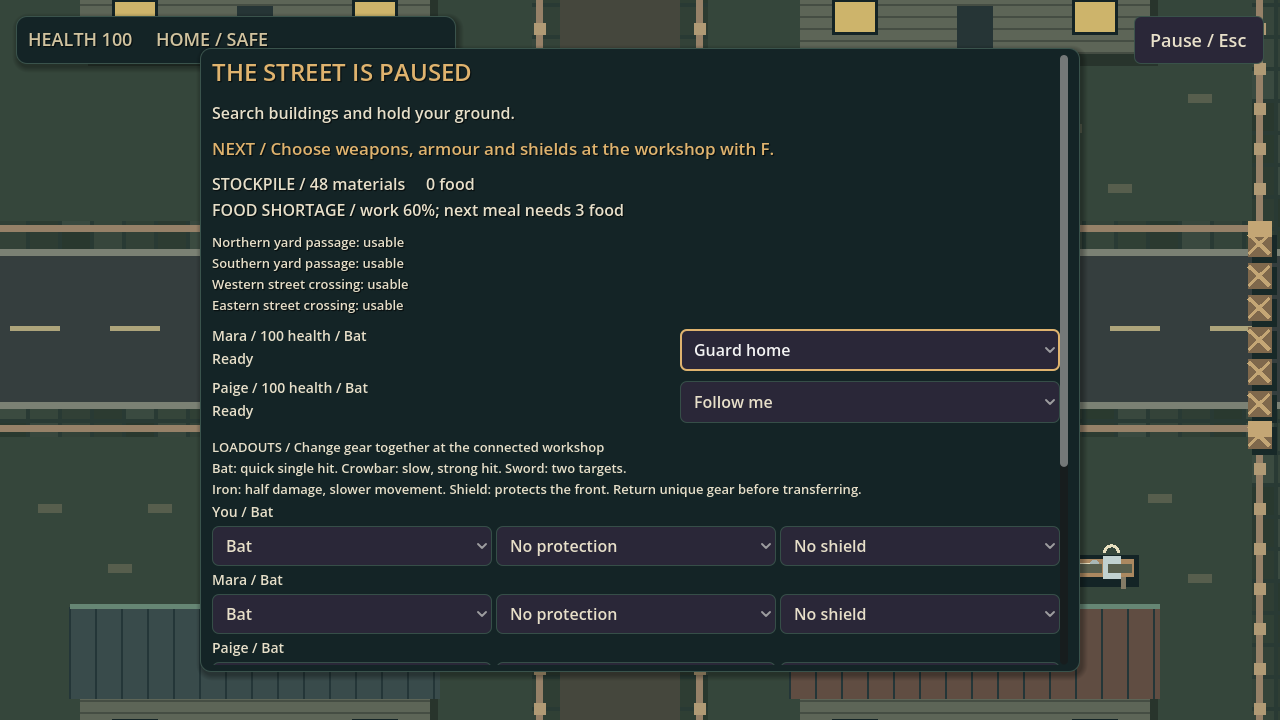 HEALTH 100 HOME / SAFE
Pause / Esc
THE STREET IS PAUSED
Search buildings and hold your ground.
NEXT / Choose weapons, armour and shields at the workshop with F.
STOCKPILE / 48 materials 0 food
FOOD SHORTAGE / work 60%; next meal needs 3 food
Northern yard passage: usable
Southern yard passage: usable
Western street crossing: usable
Eastern street crossing: usable
Mara / 100 health / Bat
Ready
Guard home
Paige / 100 health / Bat
Ready
Follow me
LOADOUTS / Change gear together at the connected workshop
Bat: quick single hit. Crowbar: slow, strong hit. Sword: two targets.
Iron: half damage, slower movement. Shield: protects the front. Return unique gear before transferring.
You / Bat
Bat No protection No shield
Mara / Bat
Bat No protection No shield
Paige / Bat